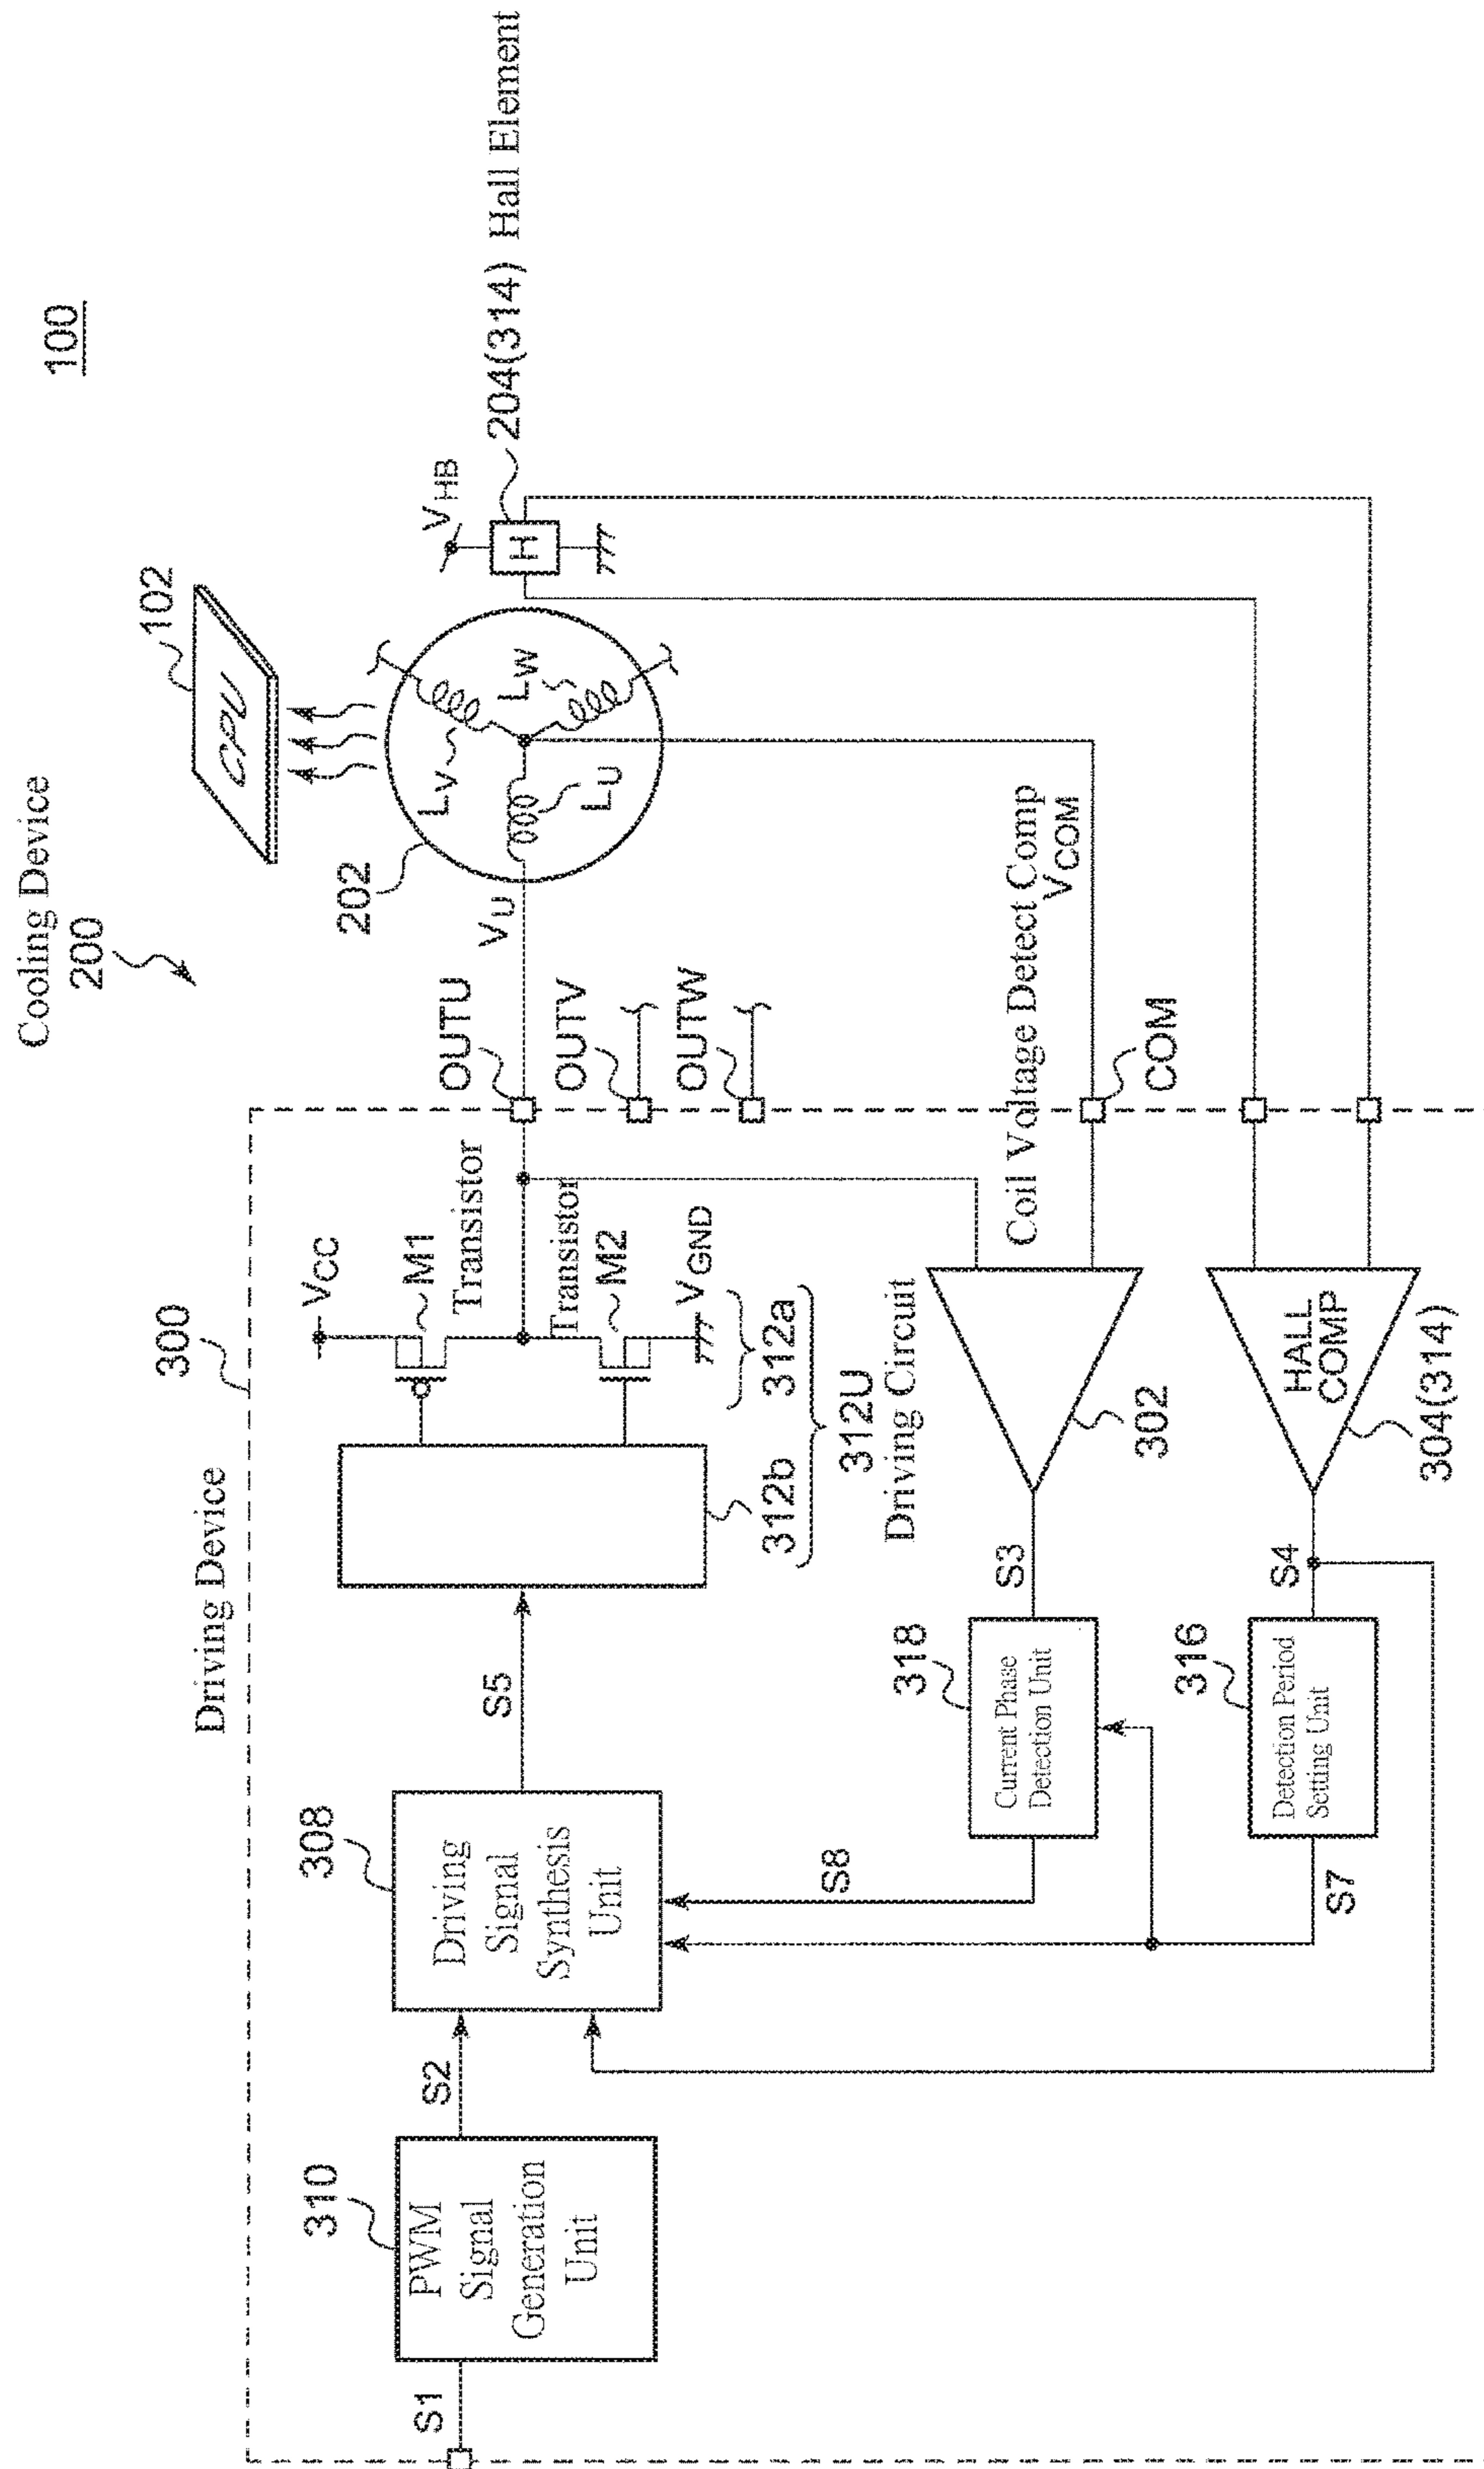 100
Cooling Device
200
102
CPU
Driving Device
300
VCC
M1
Transistor
Transistor
M2
VGND
312a
312b
312U
Driving Circuit
OUTU
OUTV
OUTW
VU
202
LV
LW
LU
VHB
H
204(314) Hall Element
310
PWM
Signal
Generation
Unit
S1
S2
308
Driving
Signal
Synthesis
Unit
S5
S8
318
Current Phase
Detection Unit
S3
302
Coil Voltage Detect Comp
VCOM
COM
S7
316
Detection Period
Setting Unit
S4
HALL
COMP
304(314)